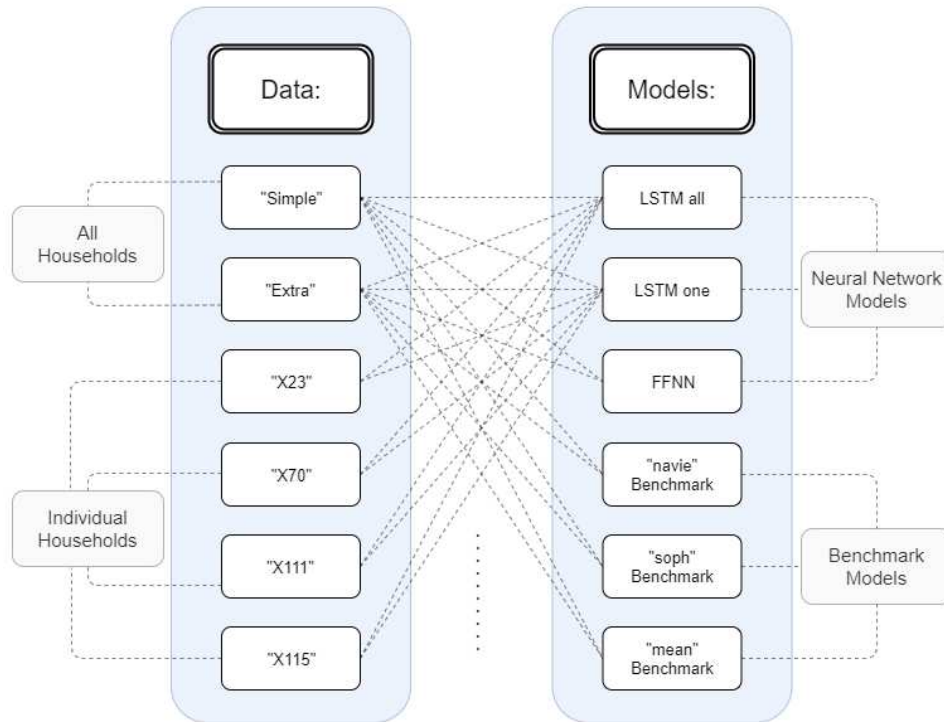 Data:
Models:
"Simple"
"Extra"
"X23"
"X70"
"X111"
"X115"
LSTM all
LSTM one
FFNN
"navie"
Benchmark
"soph"
Benchmark
"mean"
Benchmark
All
Households
Individual
Households
Neural Network
Models
Benchmark
Models